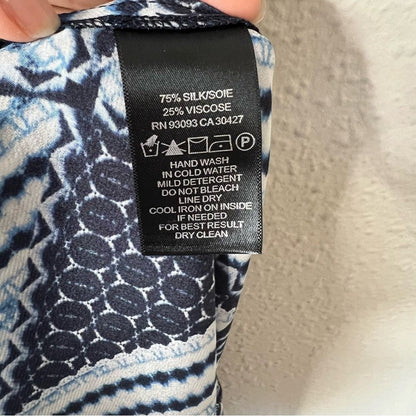 75% SILK/SOIE
25% VISCOSE
RN 93093 CA 30427
P
HAND WASH
IN COLD WATER
MILD DETERGENT
DO NOT BLEACH
LINE DRY
COOL IRON ON INSIDE
IF NEEDED
FOR BEST RESULT
DRY CLEAN